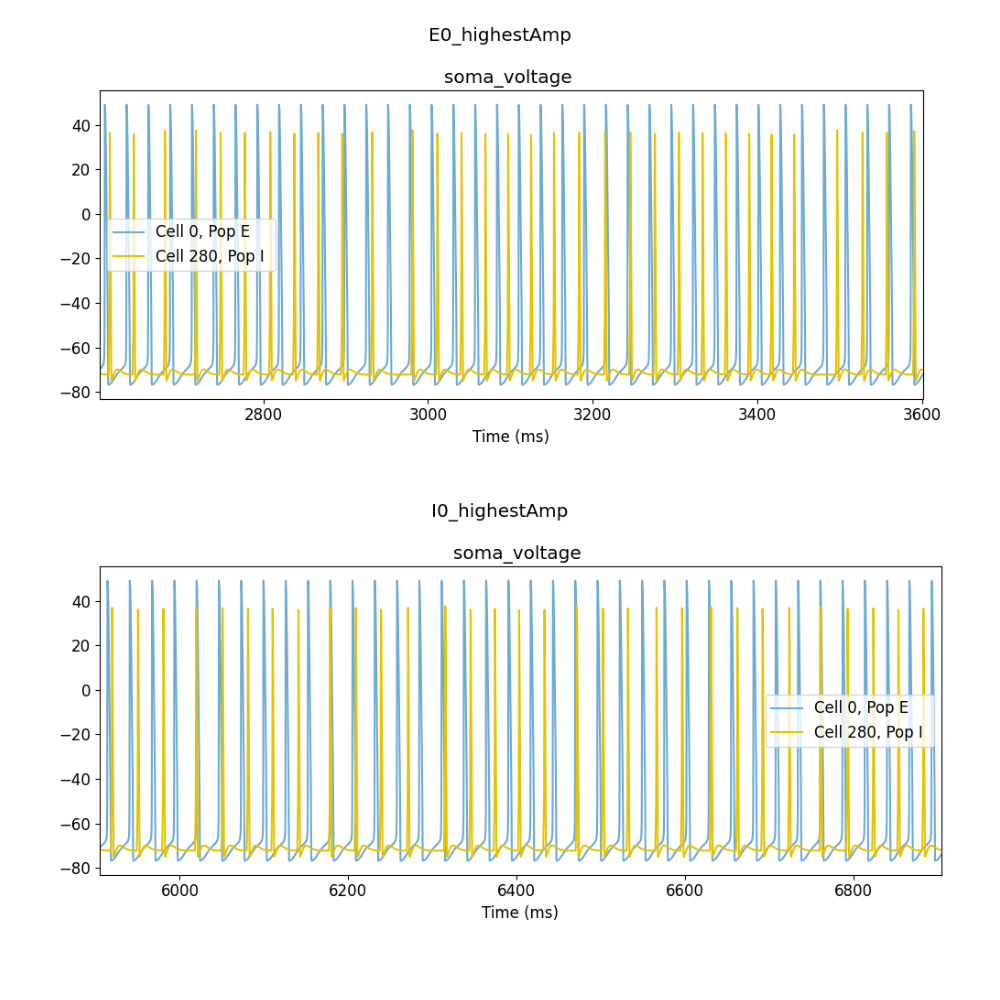 E0_highestAmp
soma_voltage
40
20
0
−20
−40
−60
−80
Cell 0, Pop E
Cell 280, Pop I
2800 3000 3200 3400 3600
Time (ms)
I0_highestAmp
soma_voltage
40
20
0
−20
−40
−60
−80
Cell 0, Pop E
Cell 280, Pop I
6000 6200 6400 6600 6800
Time (ms)